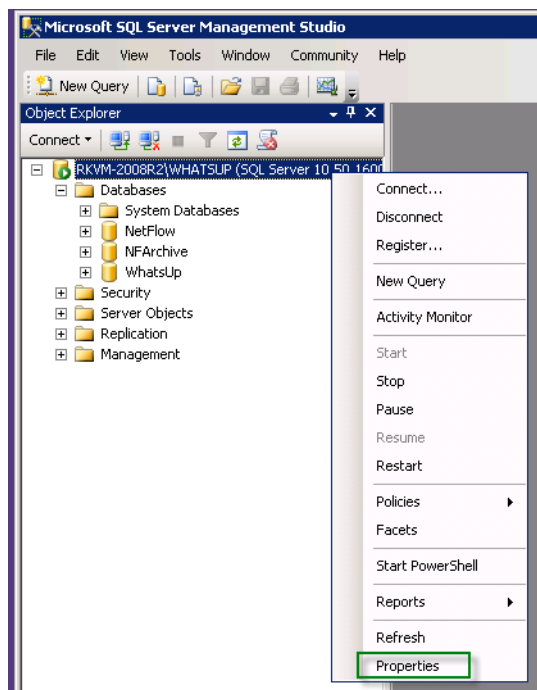 Microsoft SQL Server Management Studio
File Edit View Tools Window Community Help
New Query
Object Explorer
Connect
RKVM-2008R2\WHATSUP (SQL Server 10.50.1600
Databases
System Databases
NetFlow
NFArchive
WhatsUp
Security
Server Objects
Replication
Management
Connect...
Disconnect
Register...
New Query
Activity Monitor
Start
Stop
Pause
Resume
Restart
Policies
Facets
Start PowerShell
Reports
Refresh
Properties